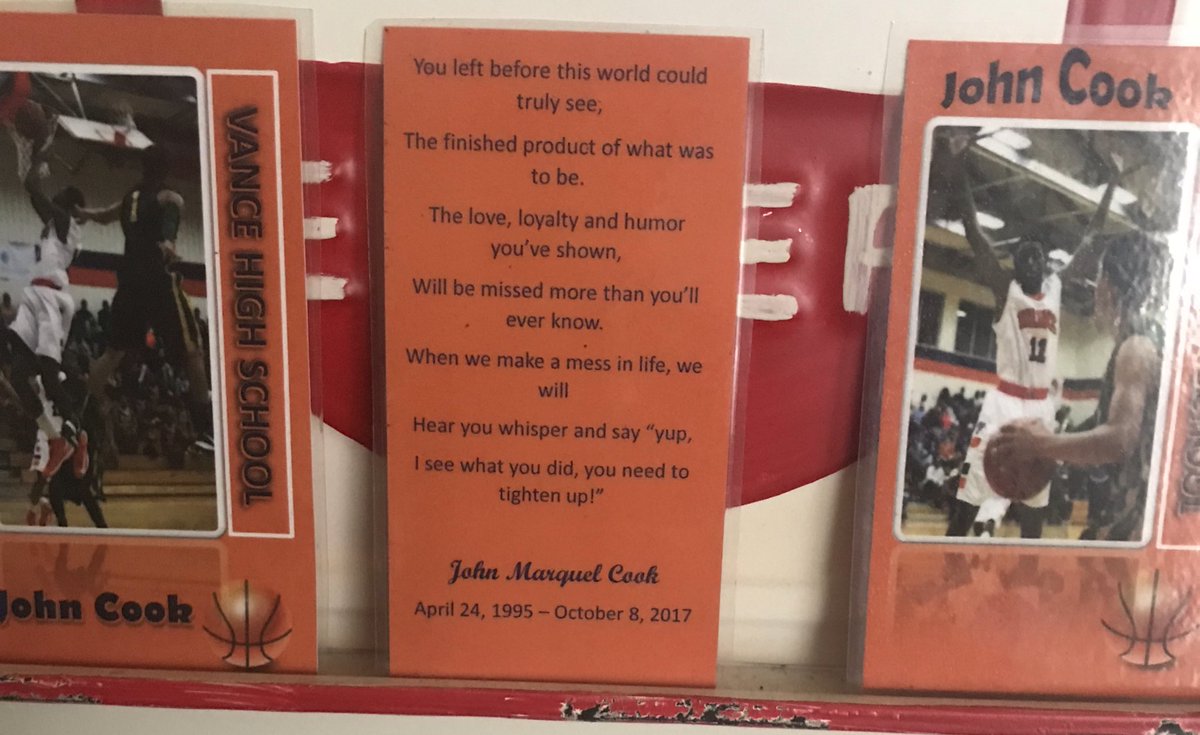 VANCE HIGH SCHOOL
John Cook
You left before this world could
truly see,
The finished product of what was
to be.
The love, loyalty and humor
you've shown,
Will be missed more than you'll
ever know.
When we make a mess in life, we
will
Hear you whisper and say "yup,
I see what you did, you need to
tighten up!"
John Marquel Cook
April 24, 1995 – October 8, 2017
John Cook
11